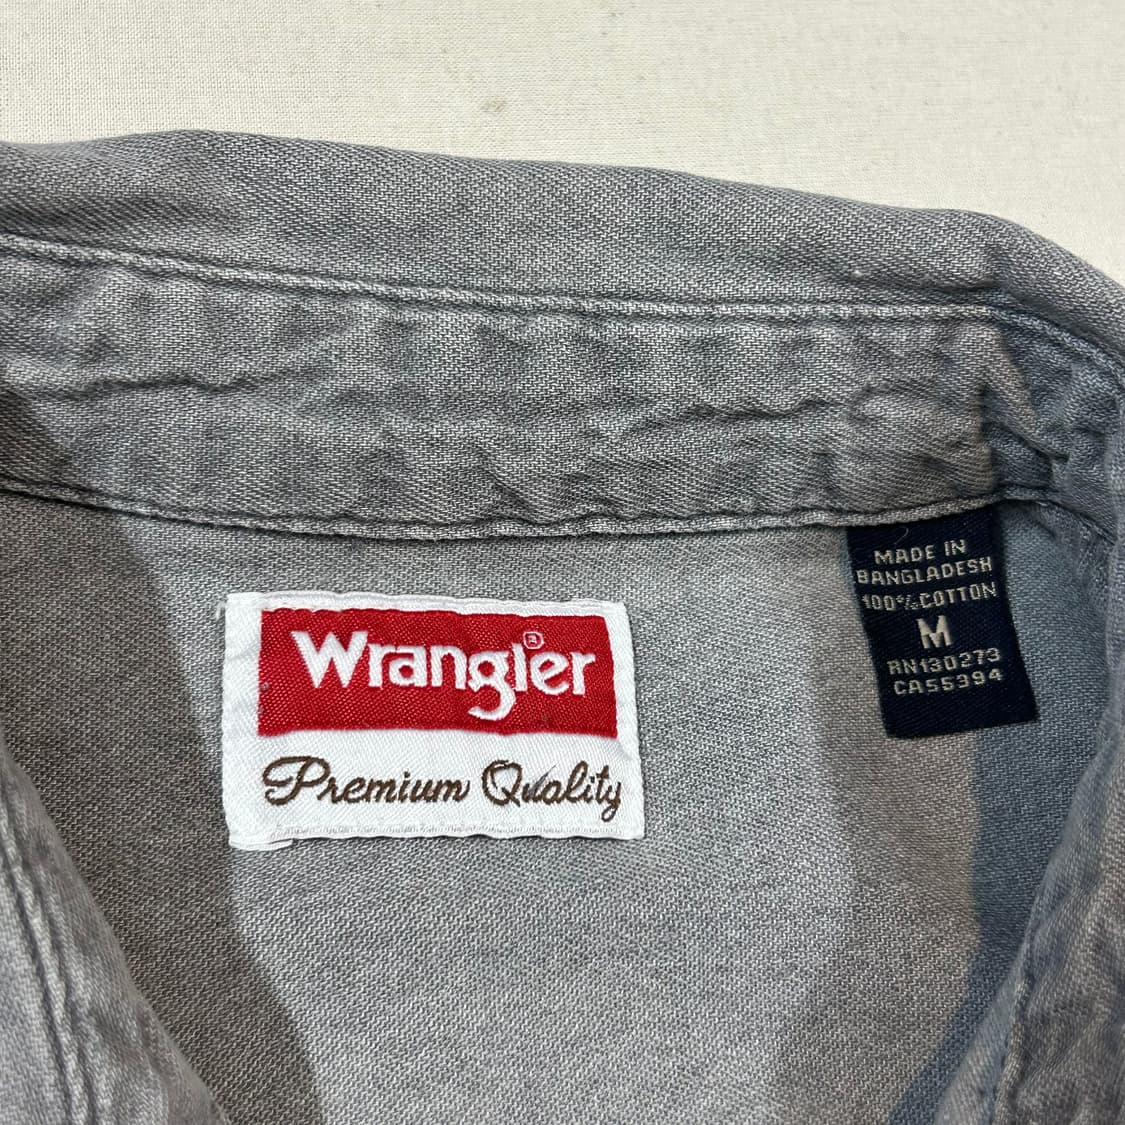 Wrangler®
Premium Quality
MADE IN
BANGLADESH
100% COTTON
M
RN130273
CA55394